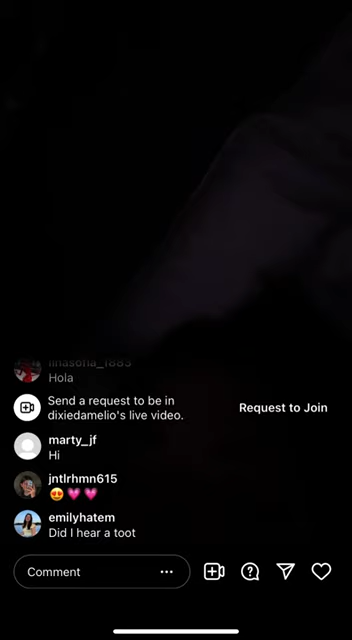 linasofia_1885
Hola
Send a request to be in
dixiedamelio's live video.
Request to Join
marty_jf
Hi
jntlrhmn615
😍💗💗
emilyhatem
Did I hear a toot
Comment